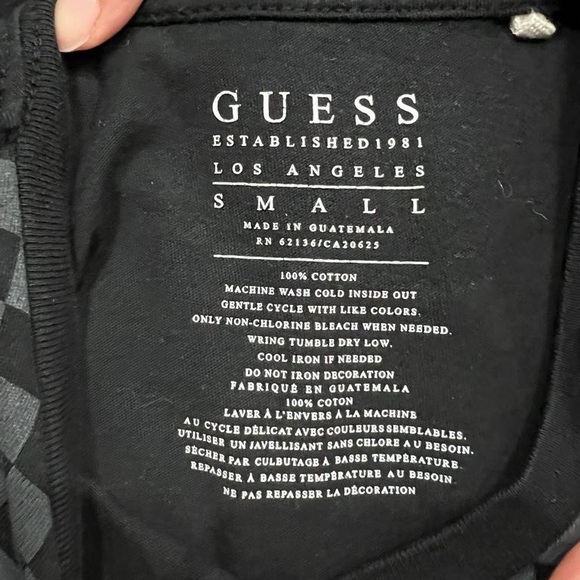 GUESS
ESTABLISHED 1981
LOS ANGELES
SMALL
MADE IN GUATEMALA
RN 62136/CA20625
100% COTTON
MACHINE WASH COLD INSIDE OUT
GENTLE CYCLE WITH LIKE COLORS.
ONLY NON-CHLORINE BLEACH WHEN NEEDED.
WRING TUMBLE DRY LOW.
COOL IRON IF NEEDED
DO NOT IRON DECORATION
FABRIQUÉ EN GUATEMALA
100% COTON
LAVER À L'ENVERS À LA MACHINE
AU CYCLE DÉLICAT AVEC COULEURS SEMBLABLES.
UTILISER UN JAVELLISANT SANS CHLORE AU BESOIN.
SÉCHER PAR CULBUTAGE À BASSE TEMPÉRATURE.
REPASSER À BASSE TEMPÉRATURE AU BESOIN.
NE PAS REPASSER LA DÉCORATION